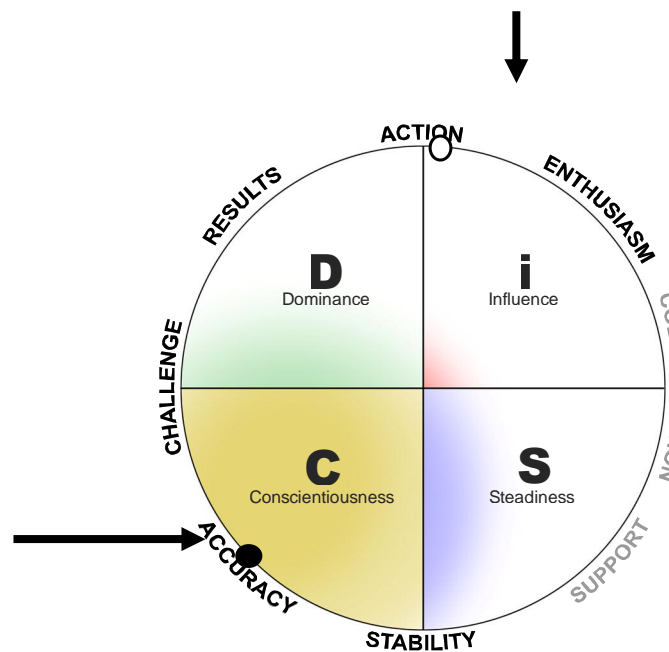 ACTION
ENTHUSIASM
RESULTS
D
Dominance
i
Influence
CHALLENGE
C
Conscientiousness
S
Steadiness
ACCURACY
SUPPORT
STABILITY